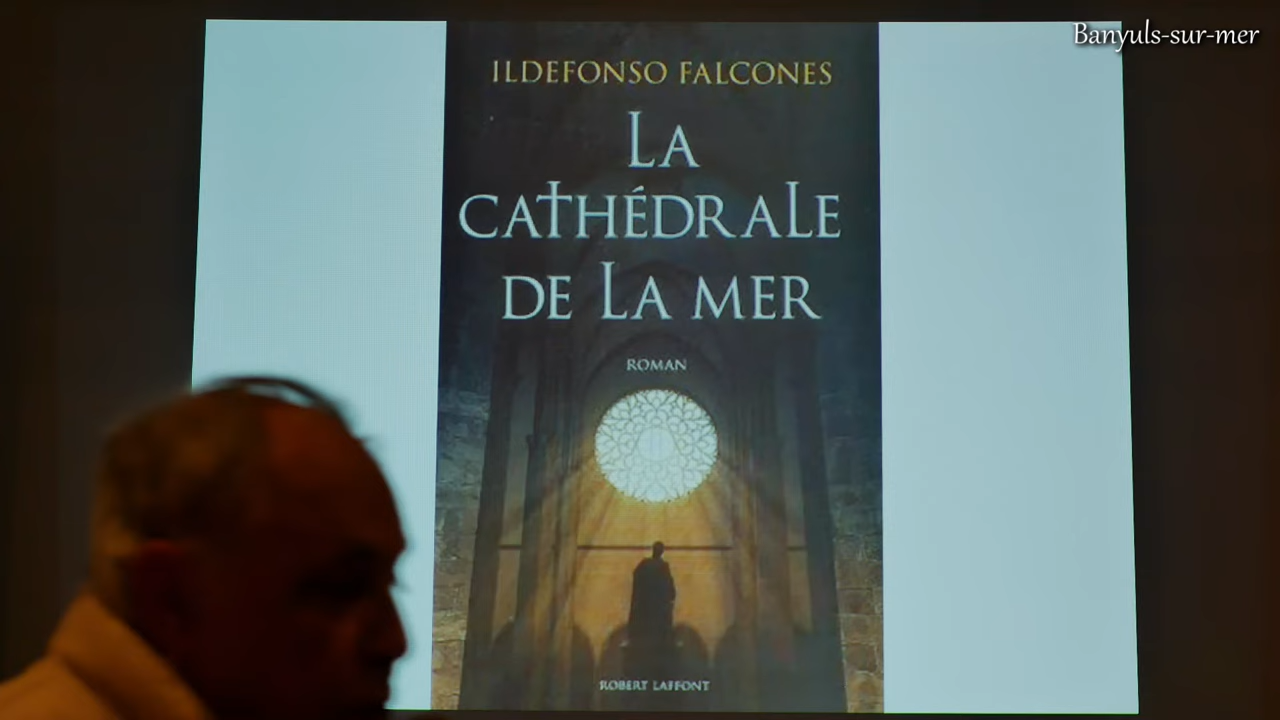 Banyuls-sur-mer
ILDEFONSO FALCONES
LA
CATHÉDRALE
DE LA MER
ROMAN
ROBERT LAFFONT